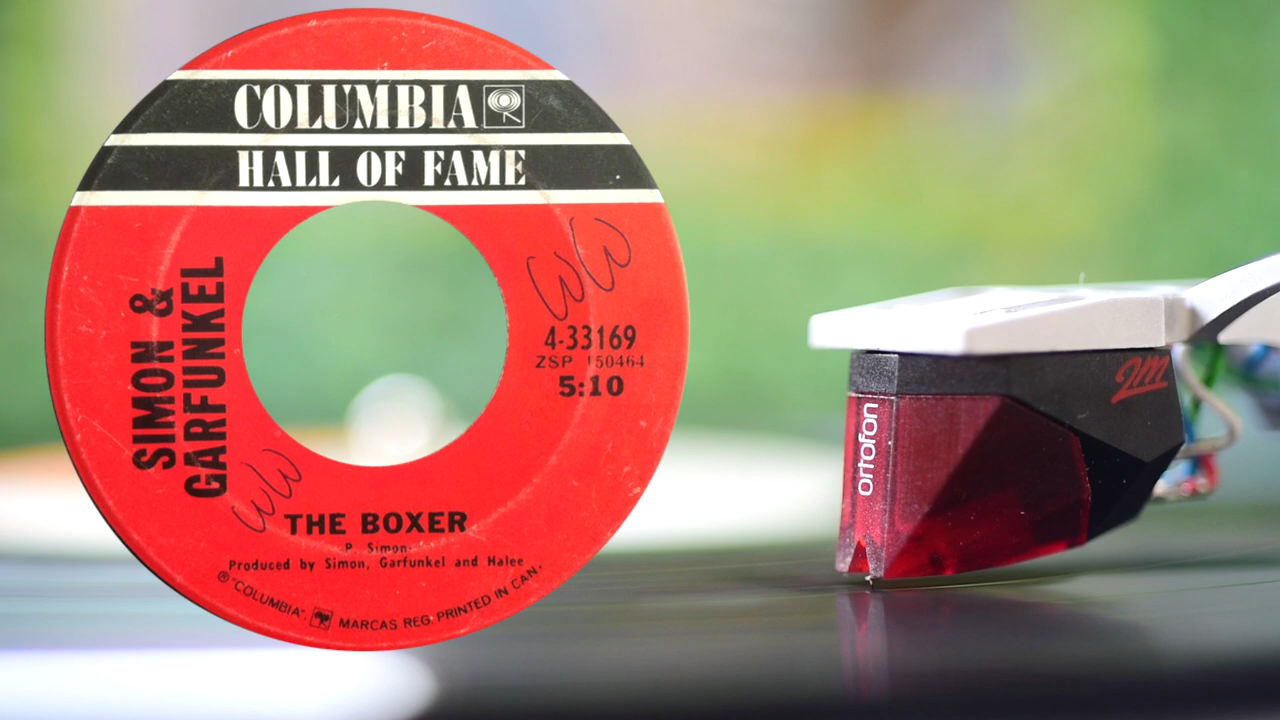 COLUMBIA
HALL OF FAME
SIMON &
GARFUNKEL
4-33169
ZSP 150464
5:10
THE BOXER
-P. Simon-
Produced by Simon, Garfunkel and Halee
®"COLUMBIA", MARCAS REG. PRINTED IN CAN.
ortofon
2M